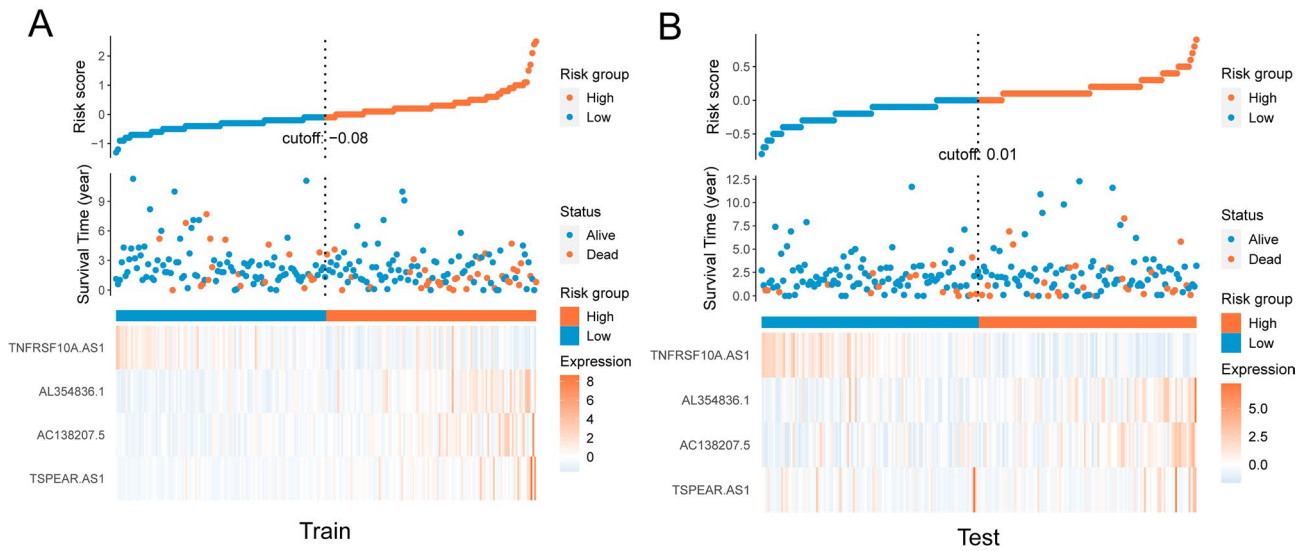 A
Risk score
2
1
0
−1
cutoff: −0.08
Risk group
High
Low
Survival Time (year)
9
6
3
0
Status
Alive
Dead
Risk group
High
Low
TNFRSF10A.AS1
AL354836.1
AC138207.5
TSPEAR.AS1
Expression
8
6
4
2
0
Train
B
Risk score
0.5
0.0
−0.5
cutoff: 0.01
Risk group
High
Low
Survival Time (year)
12.5
10.0
7.5
5.0
2.5
0.0
Status
Alive
Dead
Risk group
High
Low
TNFRSF10A.AS1
AL354836.1
AC138207.5
TSPEAR.AS1
Expression
5.0
2.5
0.0
Test